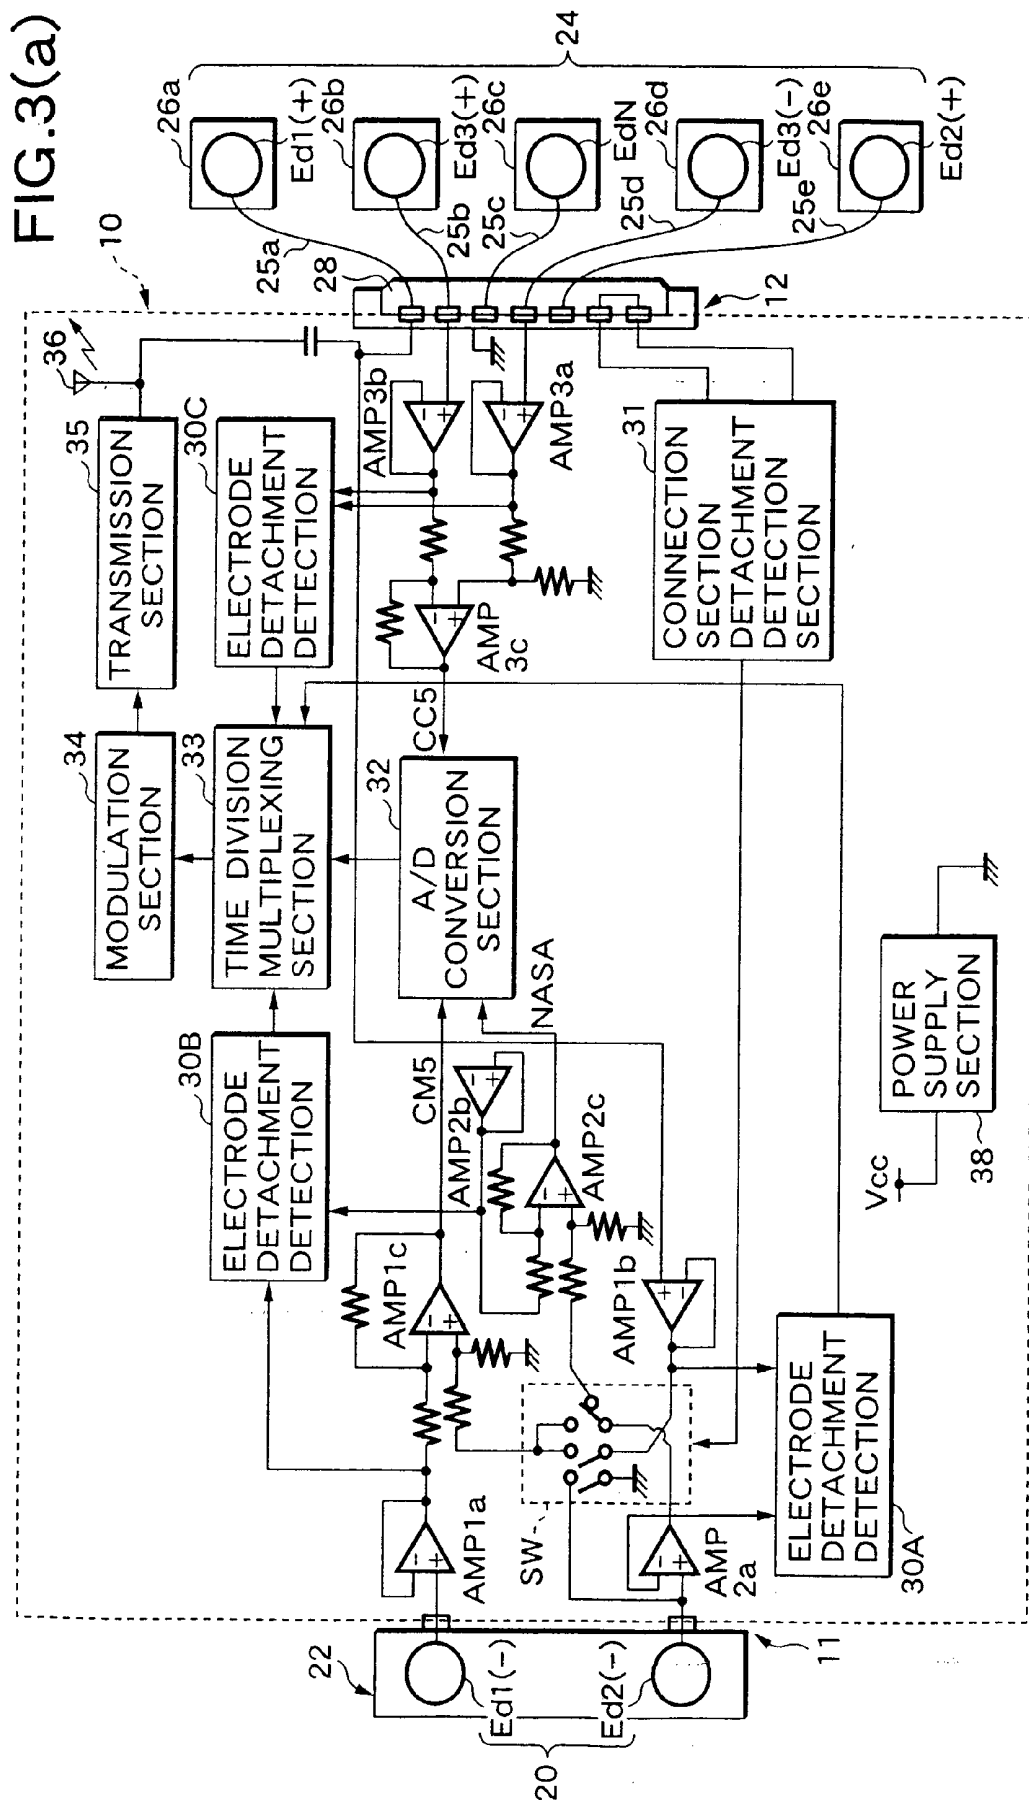 FIG.3(a)
10
36
35
TRANSMISSION
section
34
MODULATION
SECTION
30C
ELECTRODE
DETACHMENT
DETECTION
33
TIME DIVISION
MULTIPLEXING
section
30B
ELECTRODE
DETACHMENT
DETECTION
32
A/D
CONVERSION
section
CM5
NASA
CC5
AMP3b
AMP3a
AMP
3c
AMP2b
AMP2c
AMP1c
AMP1b
AMP1a
AMP
2a
SW
31
CONNECTION
SECTION
DETACHMENT
DETECTION
SECTION
ELECTRODE
DETACHMENT
DETECTION
30A
Vcc
POWER
SUPPLY
SECTION
38
22
Ed1(-)
Ed2(-)
20
11
12
28
25a
25b
25c
25d
25e
26a
Ed1(+)
26b
Ed3(+)
26c
EdN
26d
Ed3(-)
26e
Ed2(+)
24